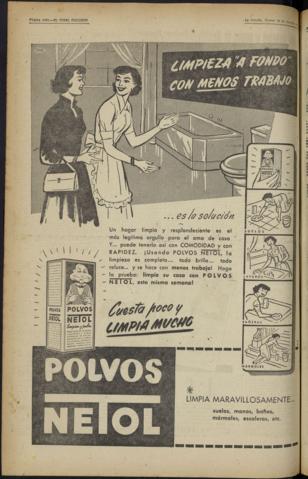 LIMPIEZA "A FONDO"
CON MENOS TRABAJO
...es la solución
Un hogar limpio y resplandeciente es el
más legítimo orgullo para el ama de casa.
Y... puede tenerlo así con COMODIDAD y con
RAPIDEZ. ¡Usando POLVOS NETOL, la
limpieza es completa... todo brilla... todo
reluce... y se hace con menos trabajo! Haga
la prueba: limpie su casa con POLVOS
NETOL, esta misma semana!
POLVOS
NETOL
POLVOS
NETOL
Cuesta poco y
LIMPIA MUCHO
POLVOS
NETOL
LIMPIA MARAVILLOSAMENTE...
suelos, manos, baños,
mármoles, escaleras, etc.